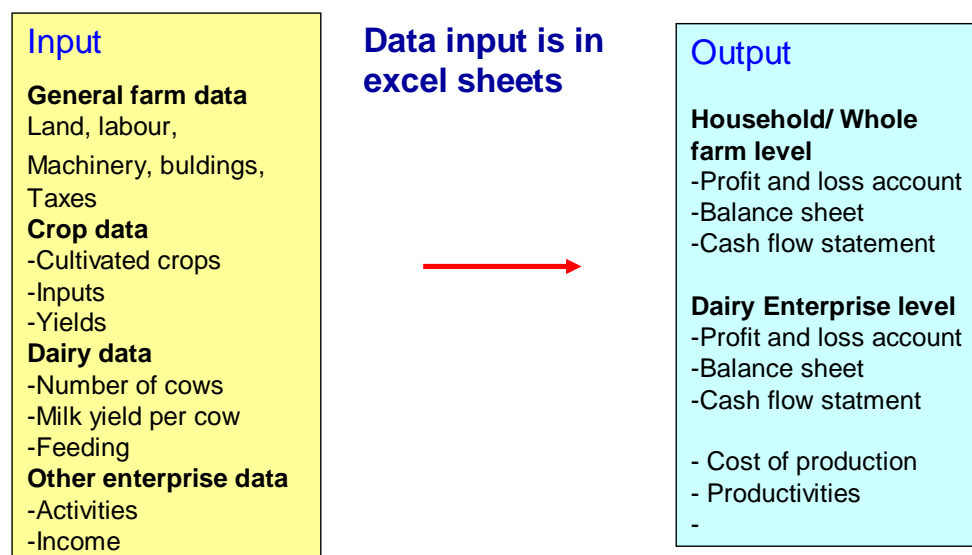 Input
General farm data
Land, labour,
Machinery, buldings,
Taxes
Crop data
-Cultivated crops
-Inputs
-Yields
Dairy data
-Number of cows
-Milk yield per cow
-Feeding
Other enterprise data
-Activities
-Income
Data input is in
excel sheets
Output
Household/ Whole
farm level
-Profit and loss account
-Balance sheet
-Cash flow statement
Dairy Enterprise level
-Profit and loss account
-Balance sheet
-Cash flow statment
- Cost of production
- Productivities
-